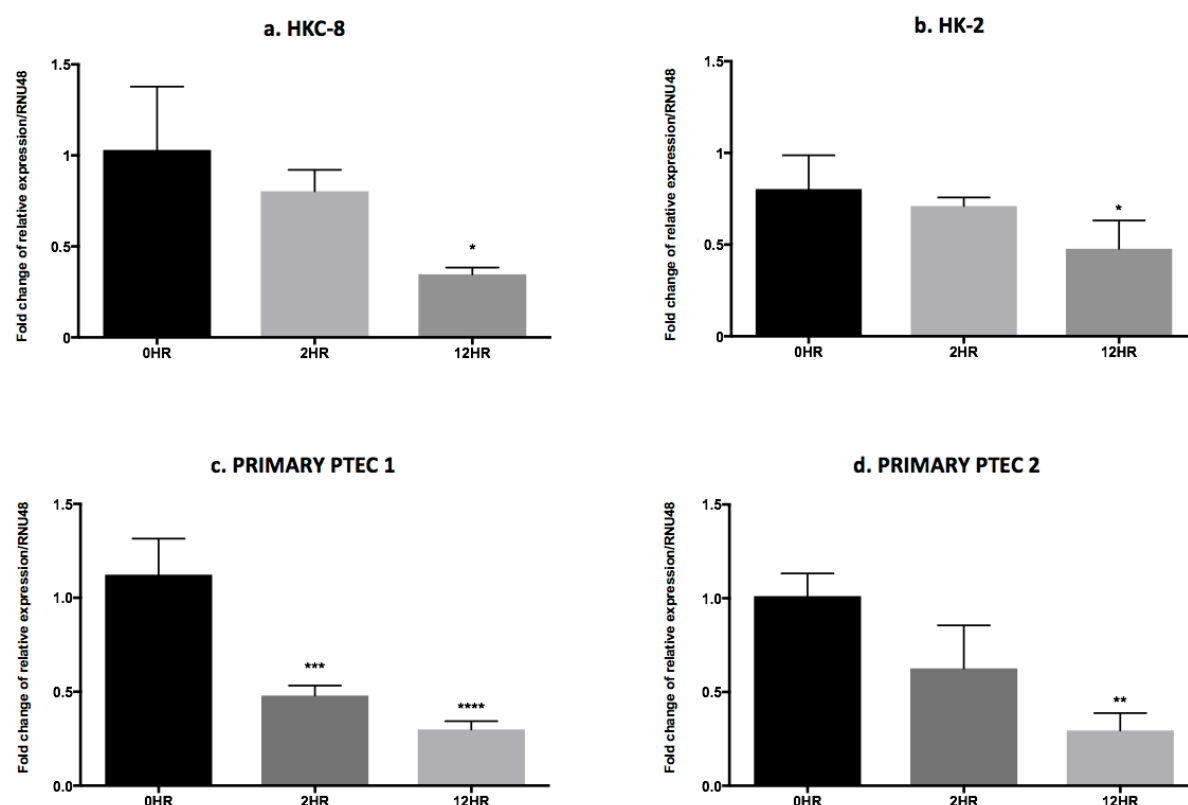 a. HKC-8
Fold change of relative expression/RNU48
1.5
1
0.5
0
*
0HR
2HR
12HR
b. HK-2
Fold change of relative expression/RNU48
1.5
1
0.5
0
*
0HR
2HR
12HR
c. PRIMARY PTEC 1
Fold change of relative expression/RNU48
1.5
1.0
0.5
0.0
***
****
0HR
2HR
12HR
d. PRIMARY PTEC 2
Fold change of relative expression/RNU48
1.5
1.0
0.5
0.0
**
0HR
2HR
12HR